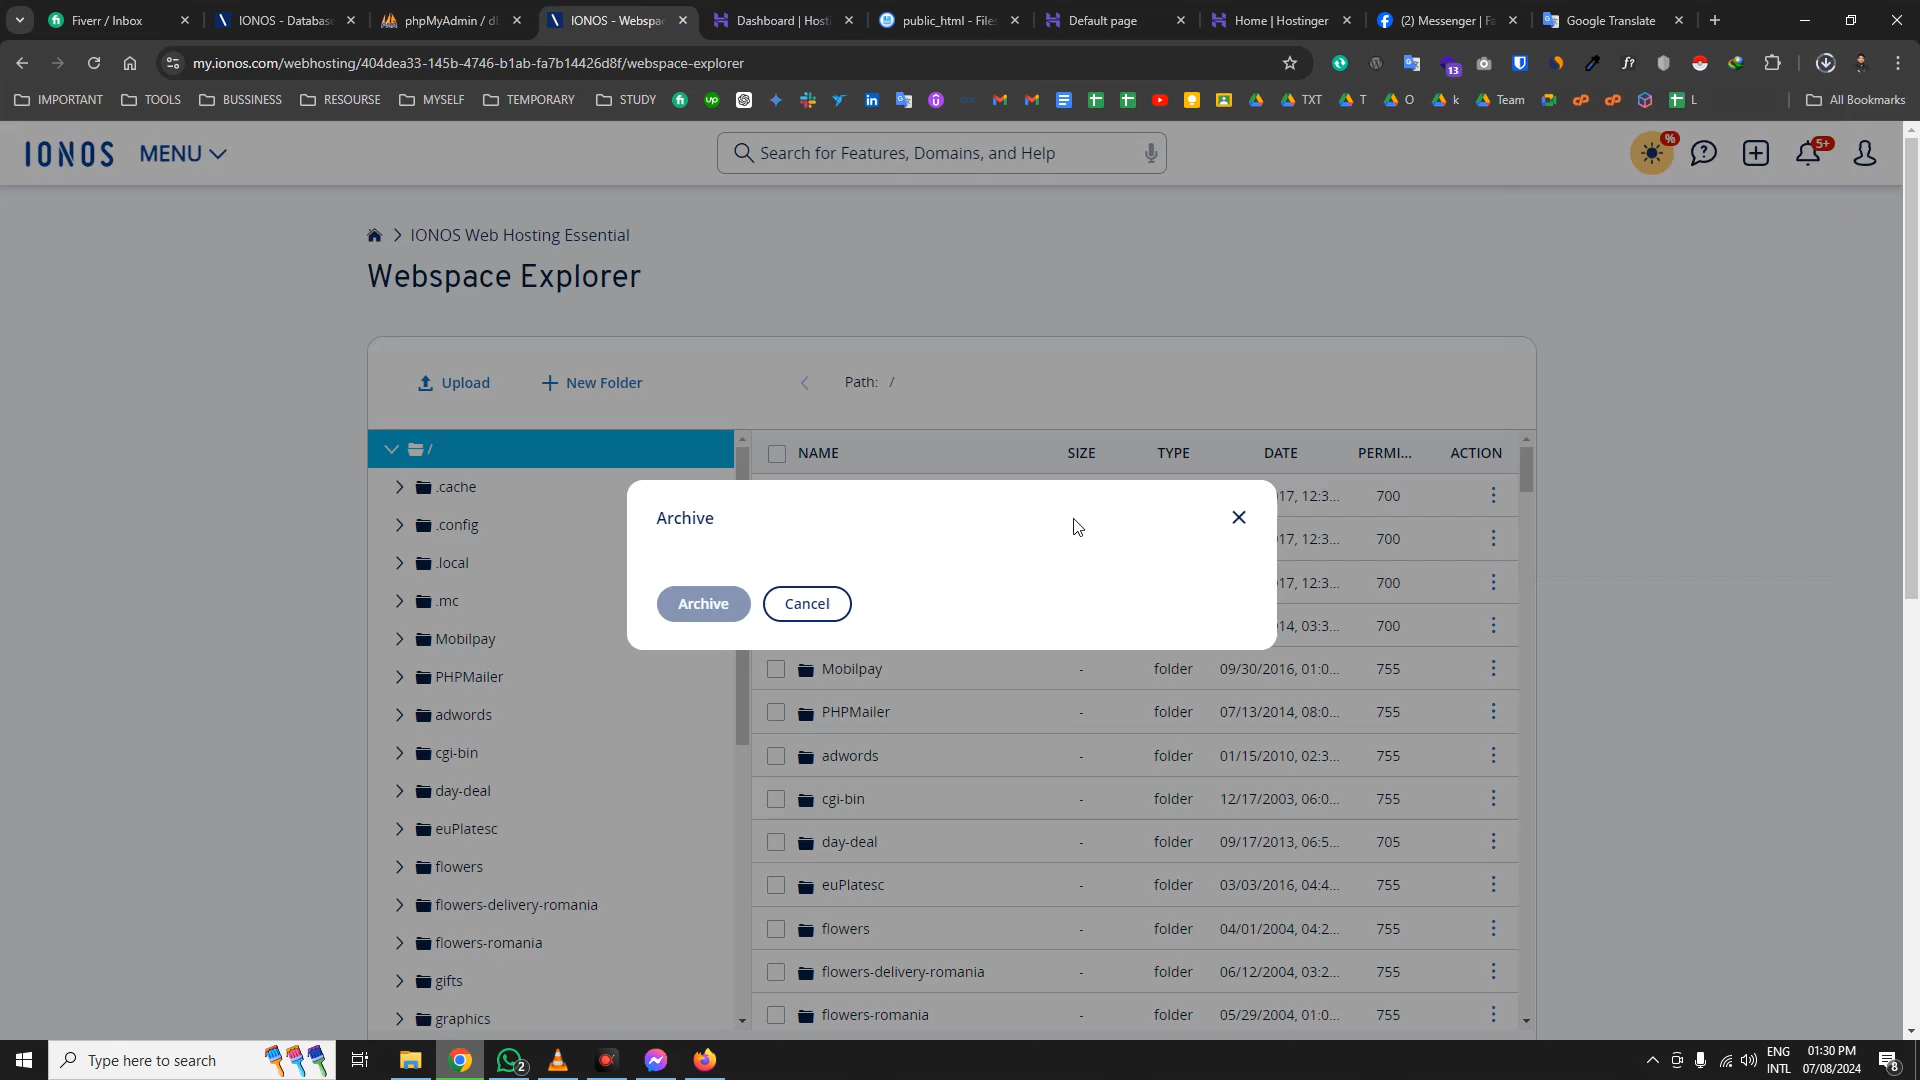 Fiverr / Inbox
IONOS - Databas
phpMyAdmin / db
IONOS - Webspac
Dashboard | Hosti
public_html - Files
Default page
Home | Hostinger
(2) Messenger | Fa
Google Translate
my.ionos.com/webhosting/404dea33-145b-4746-b1ab-fa7b14426d8f/webspace-explorer
13
f?
IMPORTANT
TOOLS
BUSSINESS
RESOURSE
MYSELF
TEMPORARY
STUDY
TXT
T
O
k
Team
L
All Bookmarks
IONOS
MENU
Search for Features, Domains, and Help
%
5+
IONOS Web Hosting Essential
Webspace Explorer
Upload
New Folder
Path: /
/
NAME SIZE TYPE DATE PERMI... ACTION
.cache
.config
.local
.mc
Mobilpay
PHPMailer
adwords
cgi-bin
day-deal
euPlatesc
flowers
flowers-delivery-romania
flowers-romania
gifts
graphics
17, 12:3... 700
17, 12:3... 700
17, 12:3... 700
14, 03:3... 700
Archive
Archive
Cancel
Mobilpay - folder 09/30/2016, 01:0... 755
PHPMailer - folder 07/13/2014, 08:0... 755
adwords - folder 01/15/2010, 02:3... 755
cgi-bin - folder 12/17/2003, 06:0... 755
day-deal - folder 09/17/2013, 06:5... 705
euPlatesc - folder 03/03/2016, 04:4... 755
flowers - folder 04/01/2004, 04:2... 755
flowers-delivery-romania - folder 06/12/2004, 03:2... 755
flowers-romania - folder 05/29/2004, 01:0... 755
Type here to search
2
ENG
INTL
01:30 PM
07/08/2024
8